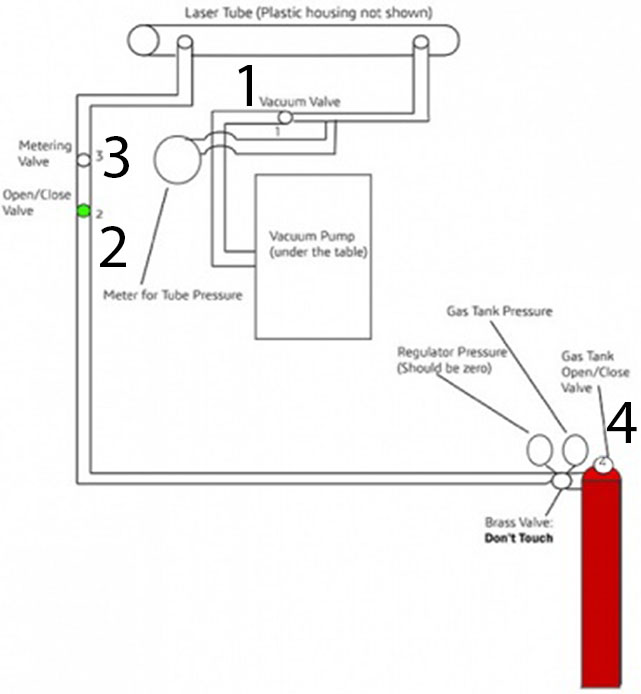 Laser Tube (Plastic housing not shown)
1
Vacuum Valve
1
Metering
Valve
3
3
Open/Close
Valve
2
2
Vacuum Pump
(under the table)
Meter for Tube Pressure
Gas Tank Pressure
Regulator Pressure
(Should be zero)
Gas Tank
Open/Close
Valve
4
4
Brass Valve:
Don't Touch